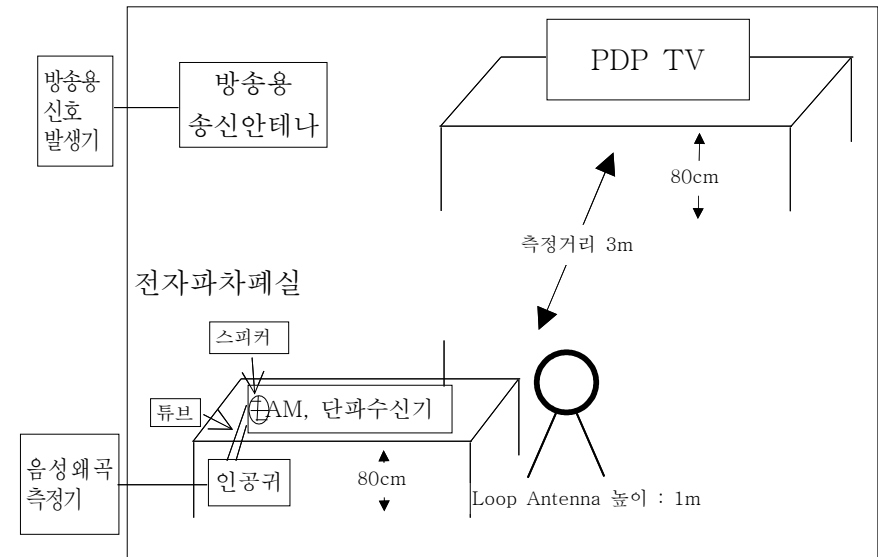 PDP TV
방송용
신호
발생기
방송용
송신안테나
80cm
측정거리 3m
전자파차폐실
스피커
튜브
AM, 단파수신기
음성왜곡
측정기
인공귀
80cm
Loop Antenna 높이 : 1m